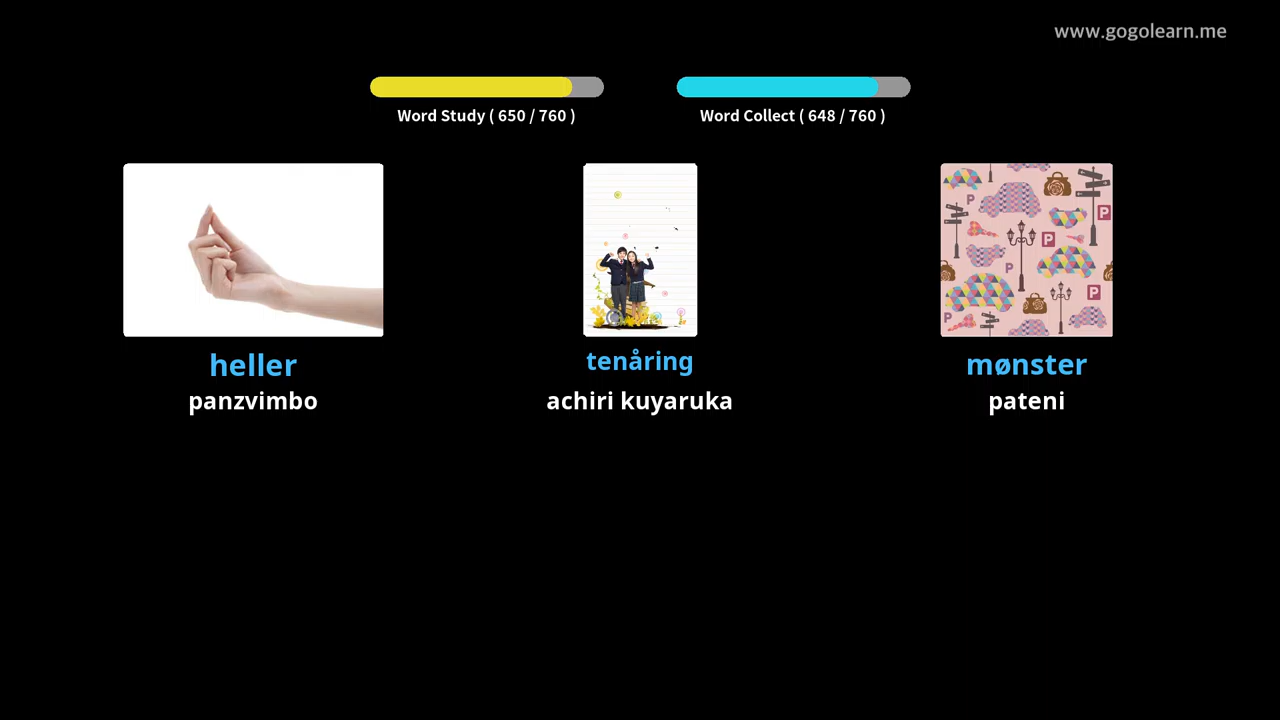 www.gogolearn.me
Word Study ( 650 / 760 )
Word Collect ( 648 / 760 )
heller
panzvimbo
tenåring
achiri kuyaruka
mønster
pateni
P
P
P
P
P
P